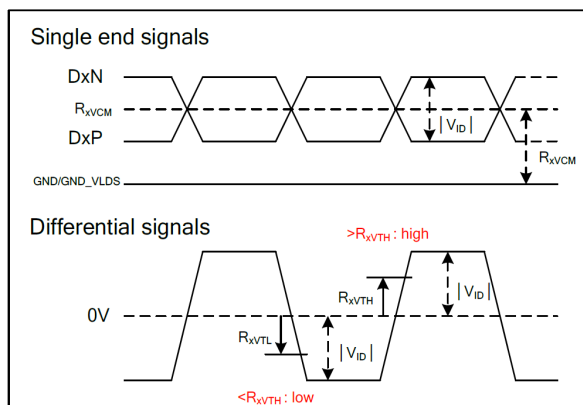 Single end signals
DxN
RxVCM
DxP
|VID|
RxVCM
GND/GND_VLDS
Differential signals
>RxVTH : high
0V
RxVTH
|VID|
RxVTL
|VID|
<RxVTH : low